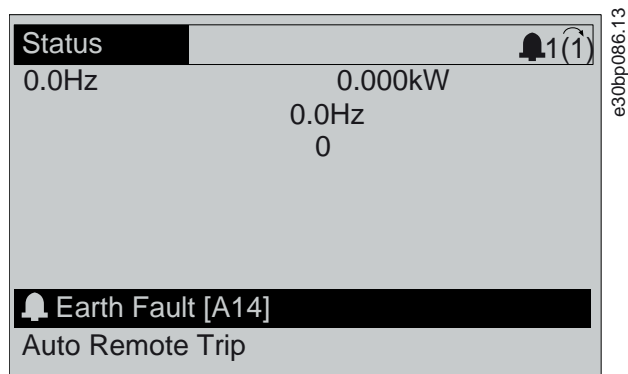 Status 1(1)
0.0Hz 0.000kW
0.0Hz
0
Earth Fault [A14]
Auto Remote Trip
e30bp086.13